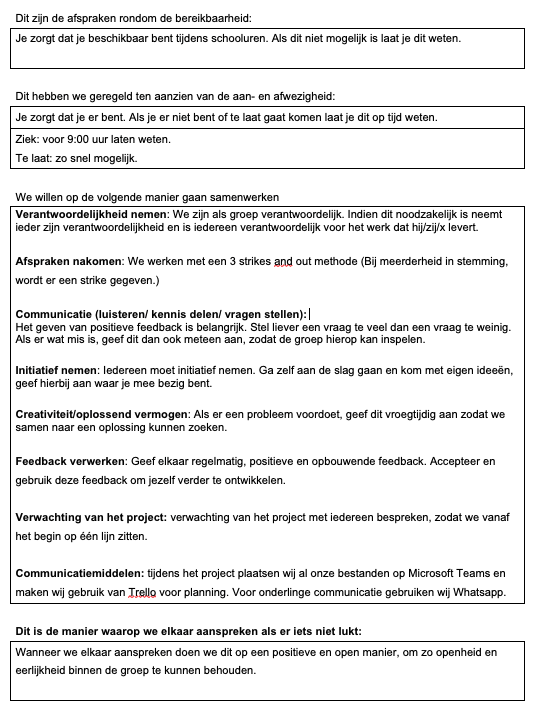 Dit zijn de afspraken rondom de bereikbaarheid:
Je zorgt dat je beschikbaar bent tijdens schooluren. Als dit niet mogelijk is laat je dit weten.
Dit hebben we geregeld ten aanzien van de aan- en afwezigheid:
Je zorgt dat je er bent. Als je er niet bent of te laat gaat komen laat je dit op tijd weten.
Ziek: voor 9:00 uur laten weten.
Te laat: zo snel mogelijk.
We willen op de volgende manier gaan samenwerken
Verantwoordelijkheid nemen: We zijn als groep verantwoordelijk. Indien dit noodzakelijk is neemt
ieder zijn verantwoordelijkheid en is iedereen verantwoordelijk voor het werk dat hij/zij/x levert.
Afspraken nakomen: We werken met een 3 strikes and out methode (Bij meerderheid in stemming,
wordt er een strike gegeven.)
Communicatie (luisteren/ kennis delen/ vragen stellen):
Het geven van positieve feedback is belangrijk. Stel liever een vraag te veel dan een vraag te weinig.
Als er wat mis is, geef dit dan ook meteen aan, zodat de groep hierop kan inspelen.
Initiatief nemen: Iedereen moet initiatief nemen. Ga zelf aan de slag gaan en kom met eigen ideeën,
geef hierbij aan waar je mee bezig bent.
Creativiteit/oplossend vermogen: Als er een probleem voordoet, geef dit vroegtijdig aan zodat we
samen naar een oplossing kunnen zoeken.
Feedback verwerken: Geef elkaar regelmatig, positieve en opbouwende feedback. Accepteer en
gebruik deze feedback om jezelf verder te ontwikkelen.
Verwachting van het project: verwachting van het project met iedereen bespreken, zodat we vanaf
het begin op één lijn zitten.
Communicatiemiddelen: tijdens het project plaatsen wij al onze bestanden op Microsoft Teams en
maken wij gebruik van Trello voor planning. Voor onderlinge communicatie gebruiken wij Whatsapp.
Dit is de manier waarop we elkaar aanspreken als er iets niet lukt:
Wanneer we elkaar aanspreken doen we dit op een positieve en open manier, om zo openheid en
eerlijkheid binnen de groep te kunnen behouden.